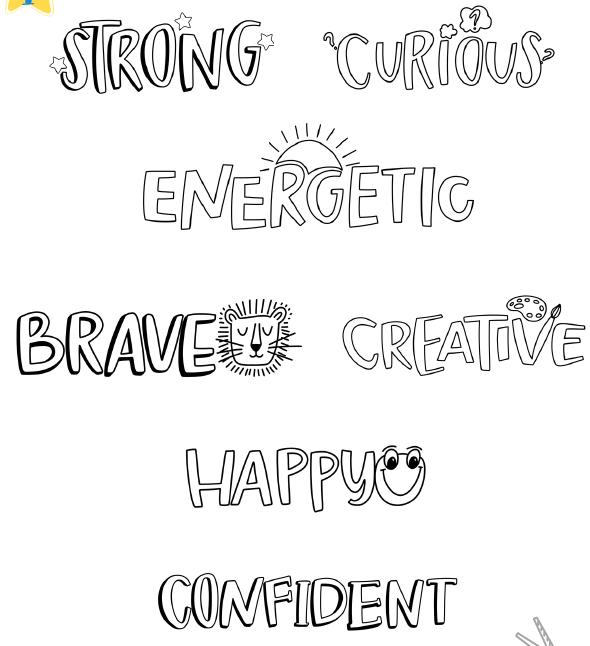 STRONG CURIOUS
ENERGETIC
BRAVE CREATIVE
HAPPY
CONFIDENT